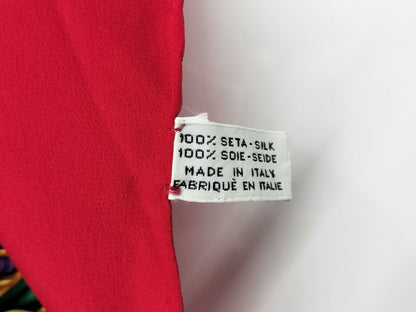 100% SETA-SILK
100% SOIE-SEIDE
MADE IN ITALY
FABRIQUÈ EN ITALIE